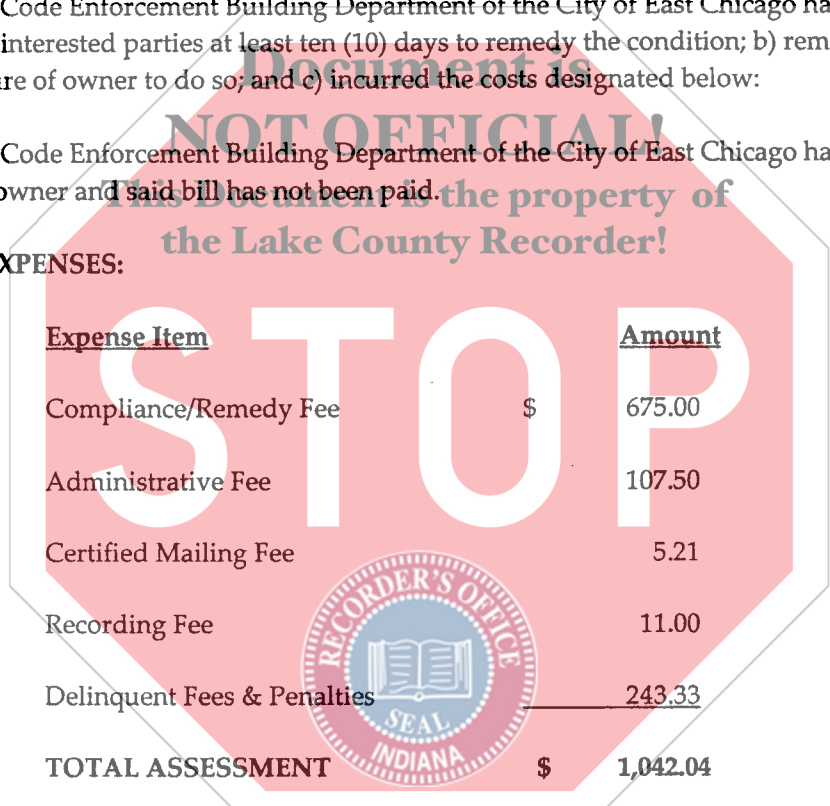 Code Enforcement Building Department of the City of East Chicago ha
interested parties at least ten (10) days to remedy the condition; b) rem
re of owner to do so; and c) incurred the costs designated below:
Document is
NOT OFFICIAL!
Code Enforcement Building Department of the City of East Chicago ha
owner and said bill has not been paid.
This Document is the property of
the Lake County Recorder!
XPENSES:
Expense Item Amount
STOP
Compliance/Remedy Fee $ 675.00
Administrative Fee 107.50
Certified Mailing Fee 5.21
Recording Fee 11.00
Delinquent Fees & Penalties 243.33
TOTAL ASSESSMENT $ 1,042.04
RECORDER'S OFFICE
SEAL
INDIANA